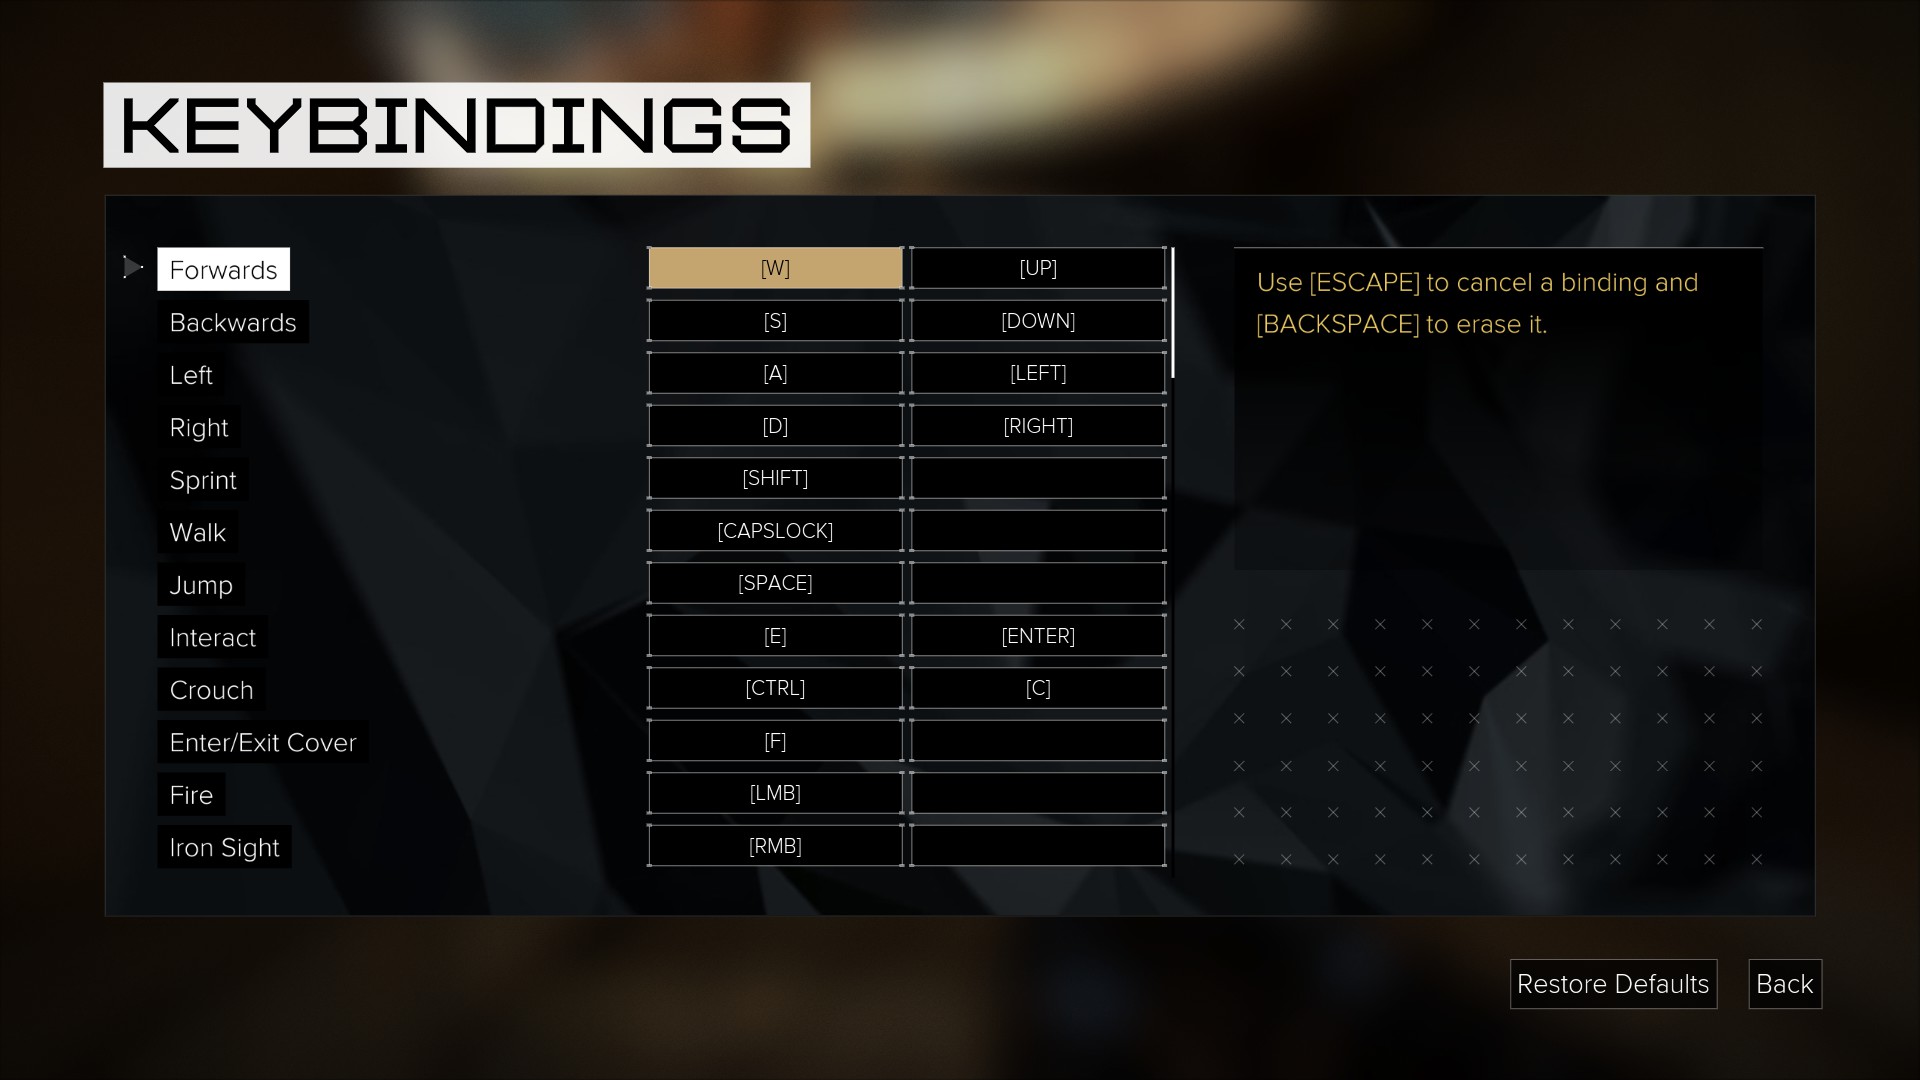 KEYBINDINGS
Forwards [W] [UP]
Backwards [S] [DOWN]
Left [A] [LEFT]
Right [D] [RIGHT]
Sprint [SHIFT]
Walk [CAPSLOCK]
Jump [SPACE]
Interact [E] [ENTER]
Crouch [CTRL] [C]
Enter/Exit Cover [F]
Fire [LMB]
Iron Sight [RMB]
Use [ESCAPE] to cancel a binding and
[BACKSPACE] to erase it.
Restore Defaults Back